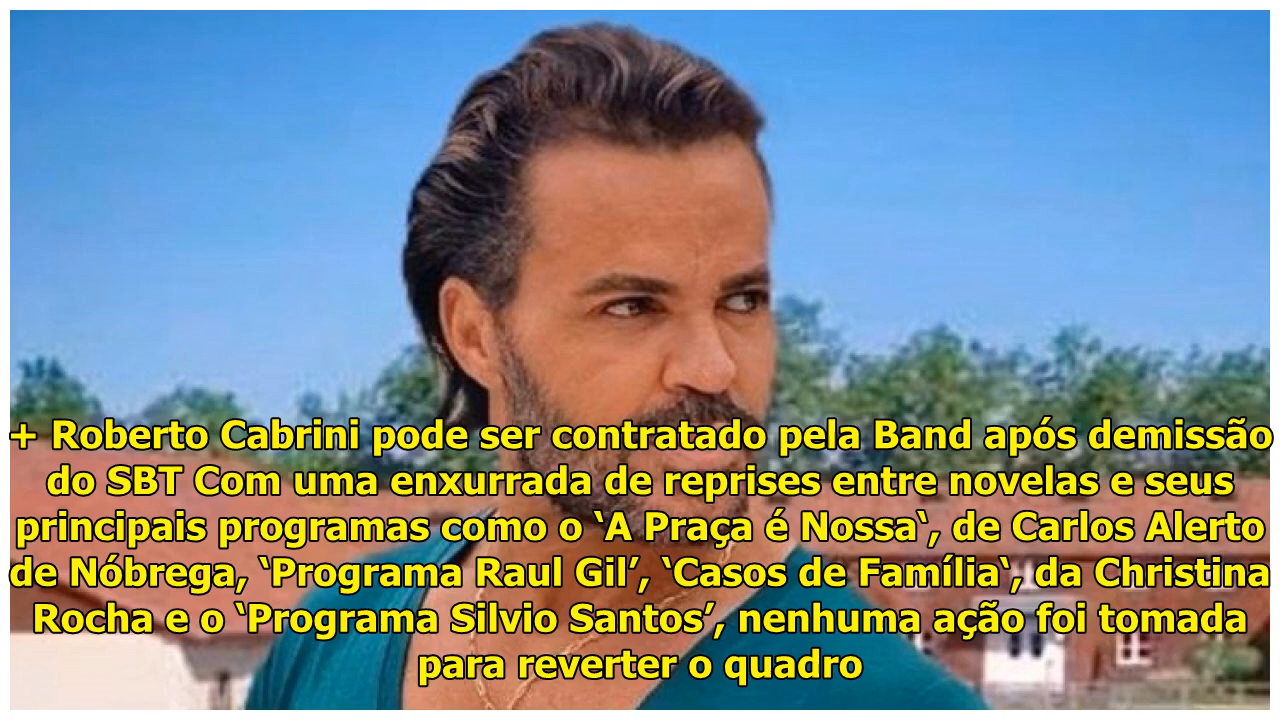 + Roberto Cabrini pode ser contratado pela Band após demissão
do SBT Com uma enxurrada de reprises entre novelas e seus
principais programas como o ‘A Praça é Nossa‘, de Carlos Alerto
de Nóbrega, ‘Programa Raul Gil’, ‘Casos de Família‘, da Christina
Rocha e o ‘Programa Silvio Santos’, nenhuma ação foi tomada
para reverter o quadro